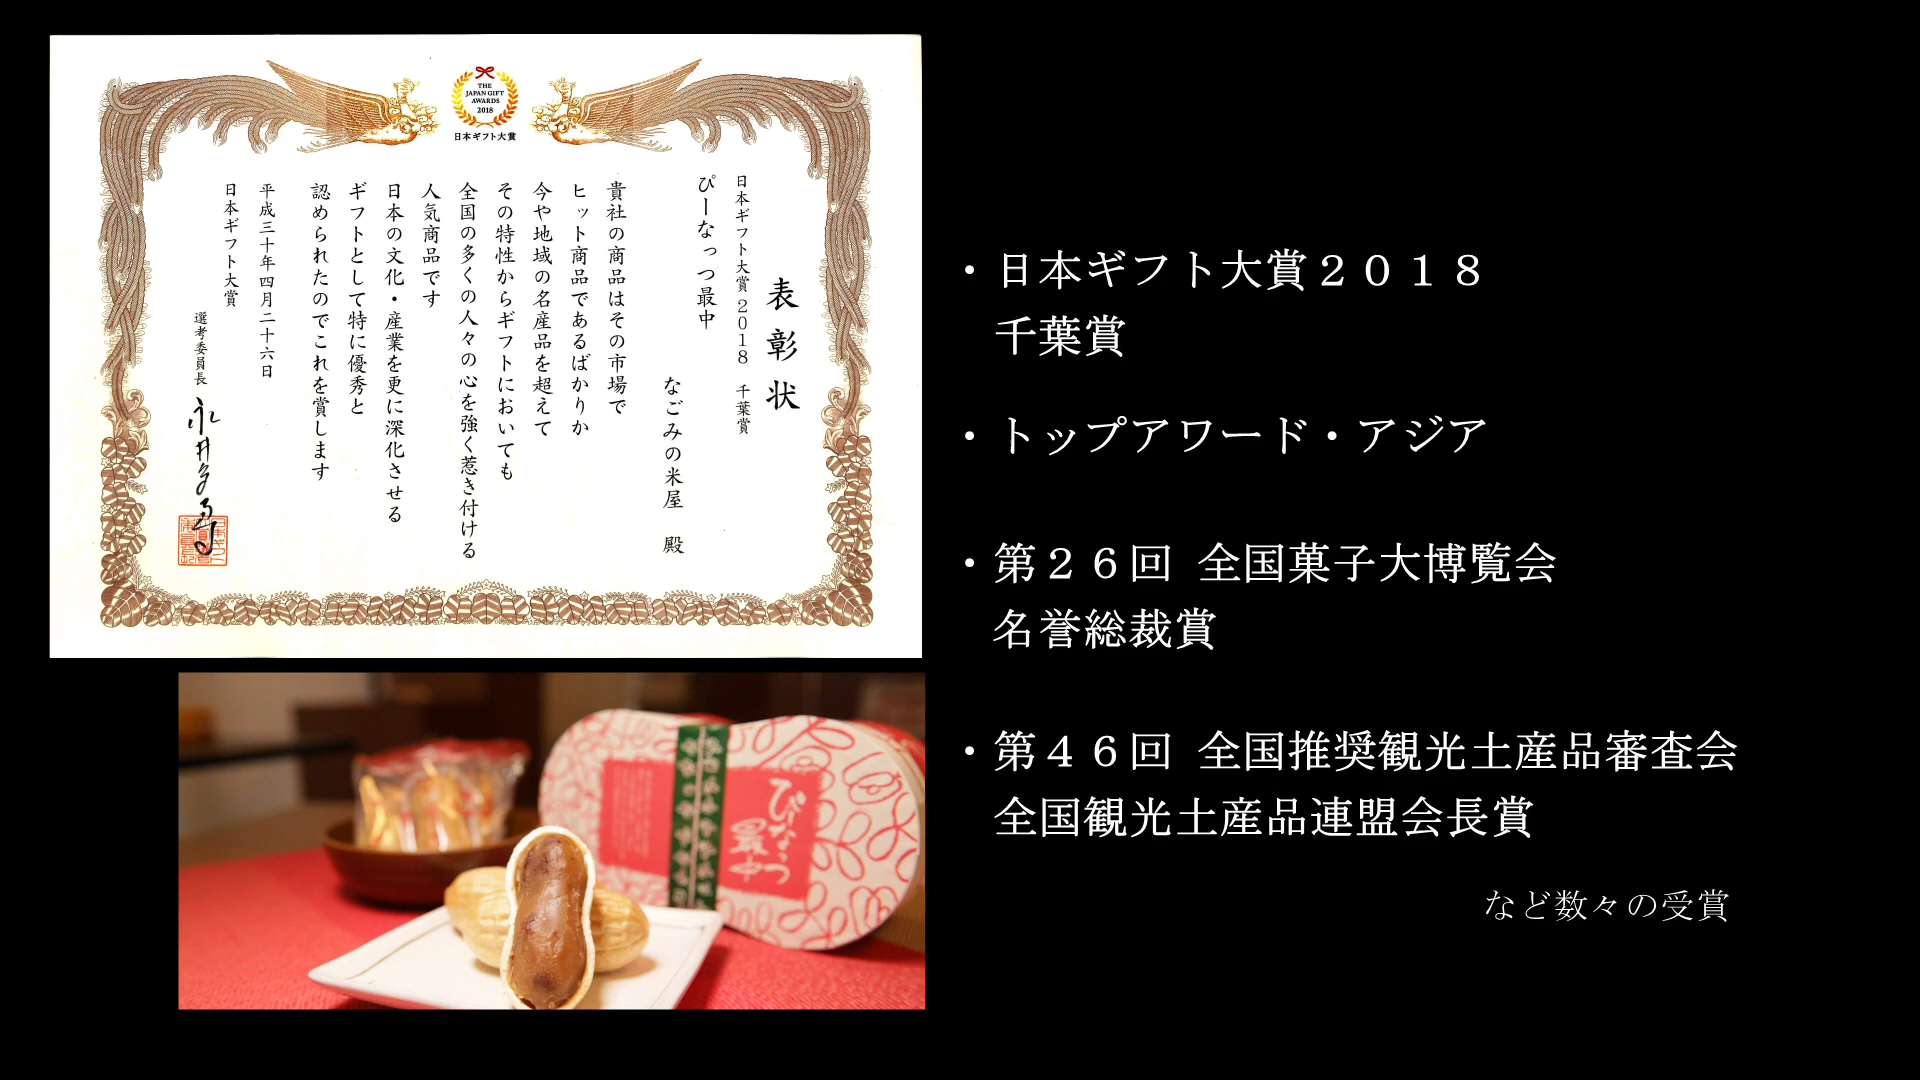 THE
JAPAN GIFT
AWARDS
2018
日本ギフト大賞
表彰状
日本ギフト大賞2018 千葉賞
ぴーなっつ最中
なごみの米屋 殿
貴社の商品はその市場で
ヒット商品であるばかりか
今や地域の名産品を超えて
その特性からギフトにおいても
全国の多くの人々の心を強く惹き付ける
人気商品です
日本の文化・産業を更に深化させる
ギフトとして特に優秀と
認められたのでこれを賞します
平成三十年四月二十六日
日本ギフト大賞
選考委員長
ぴーなっつ
最中
・日本ギフト大賞２０１８
千葉賞
・トップアワード・アジア
・第２６回 全国菓子大博覧会
名誉総裁賞
・第４６回 全国推奨観光土産品審査会
全国観光土産品連盟会長賞
など数々の受賞